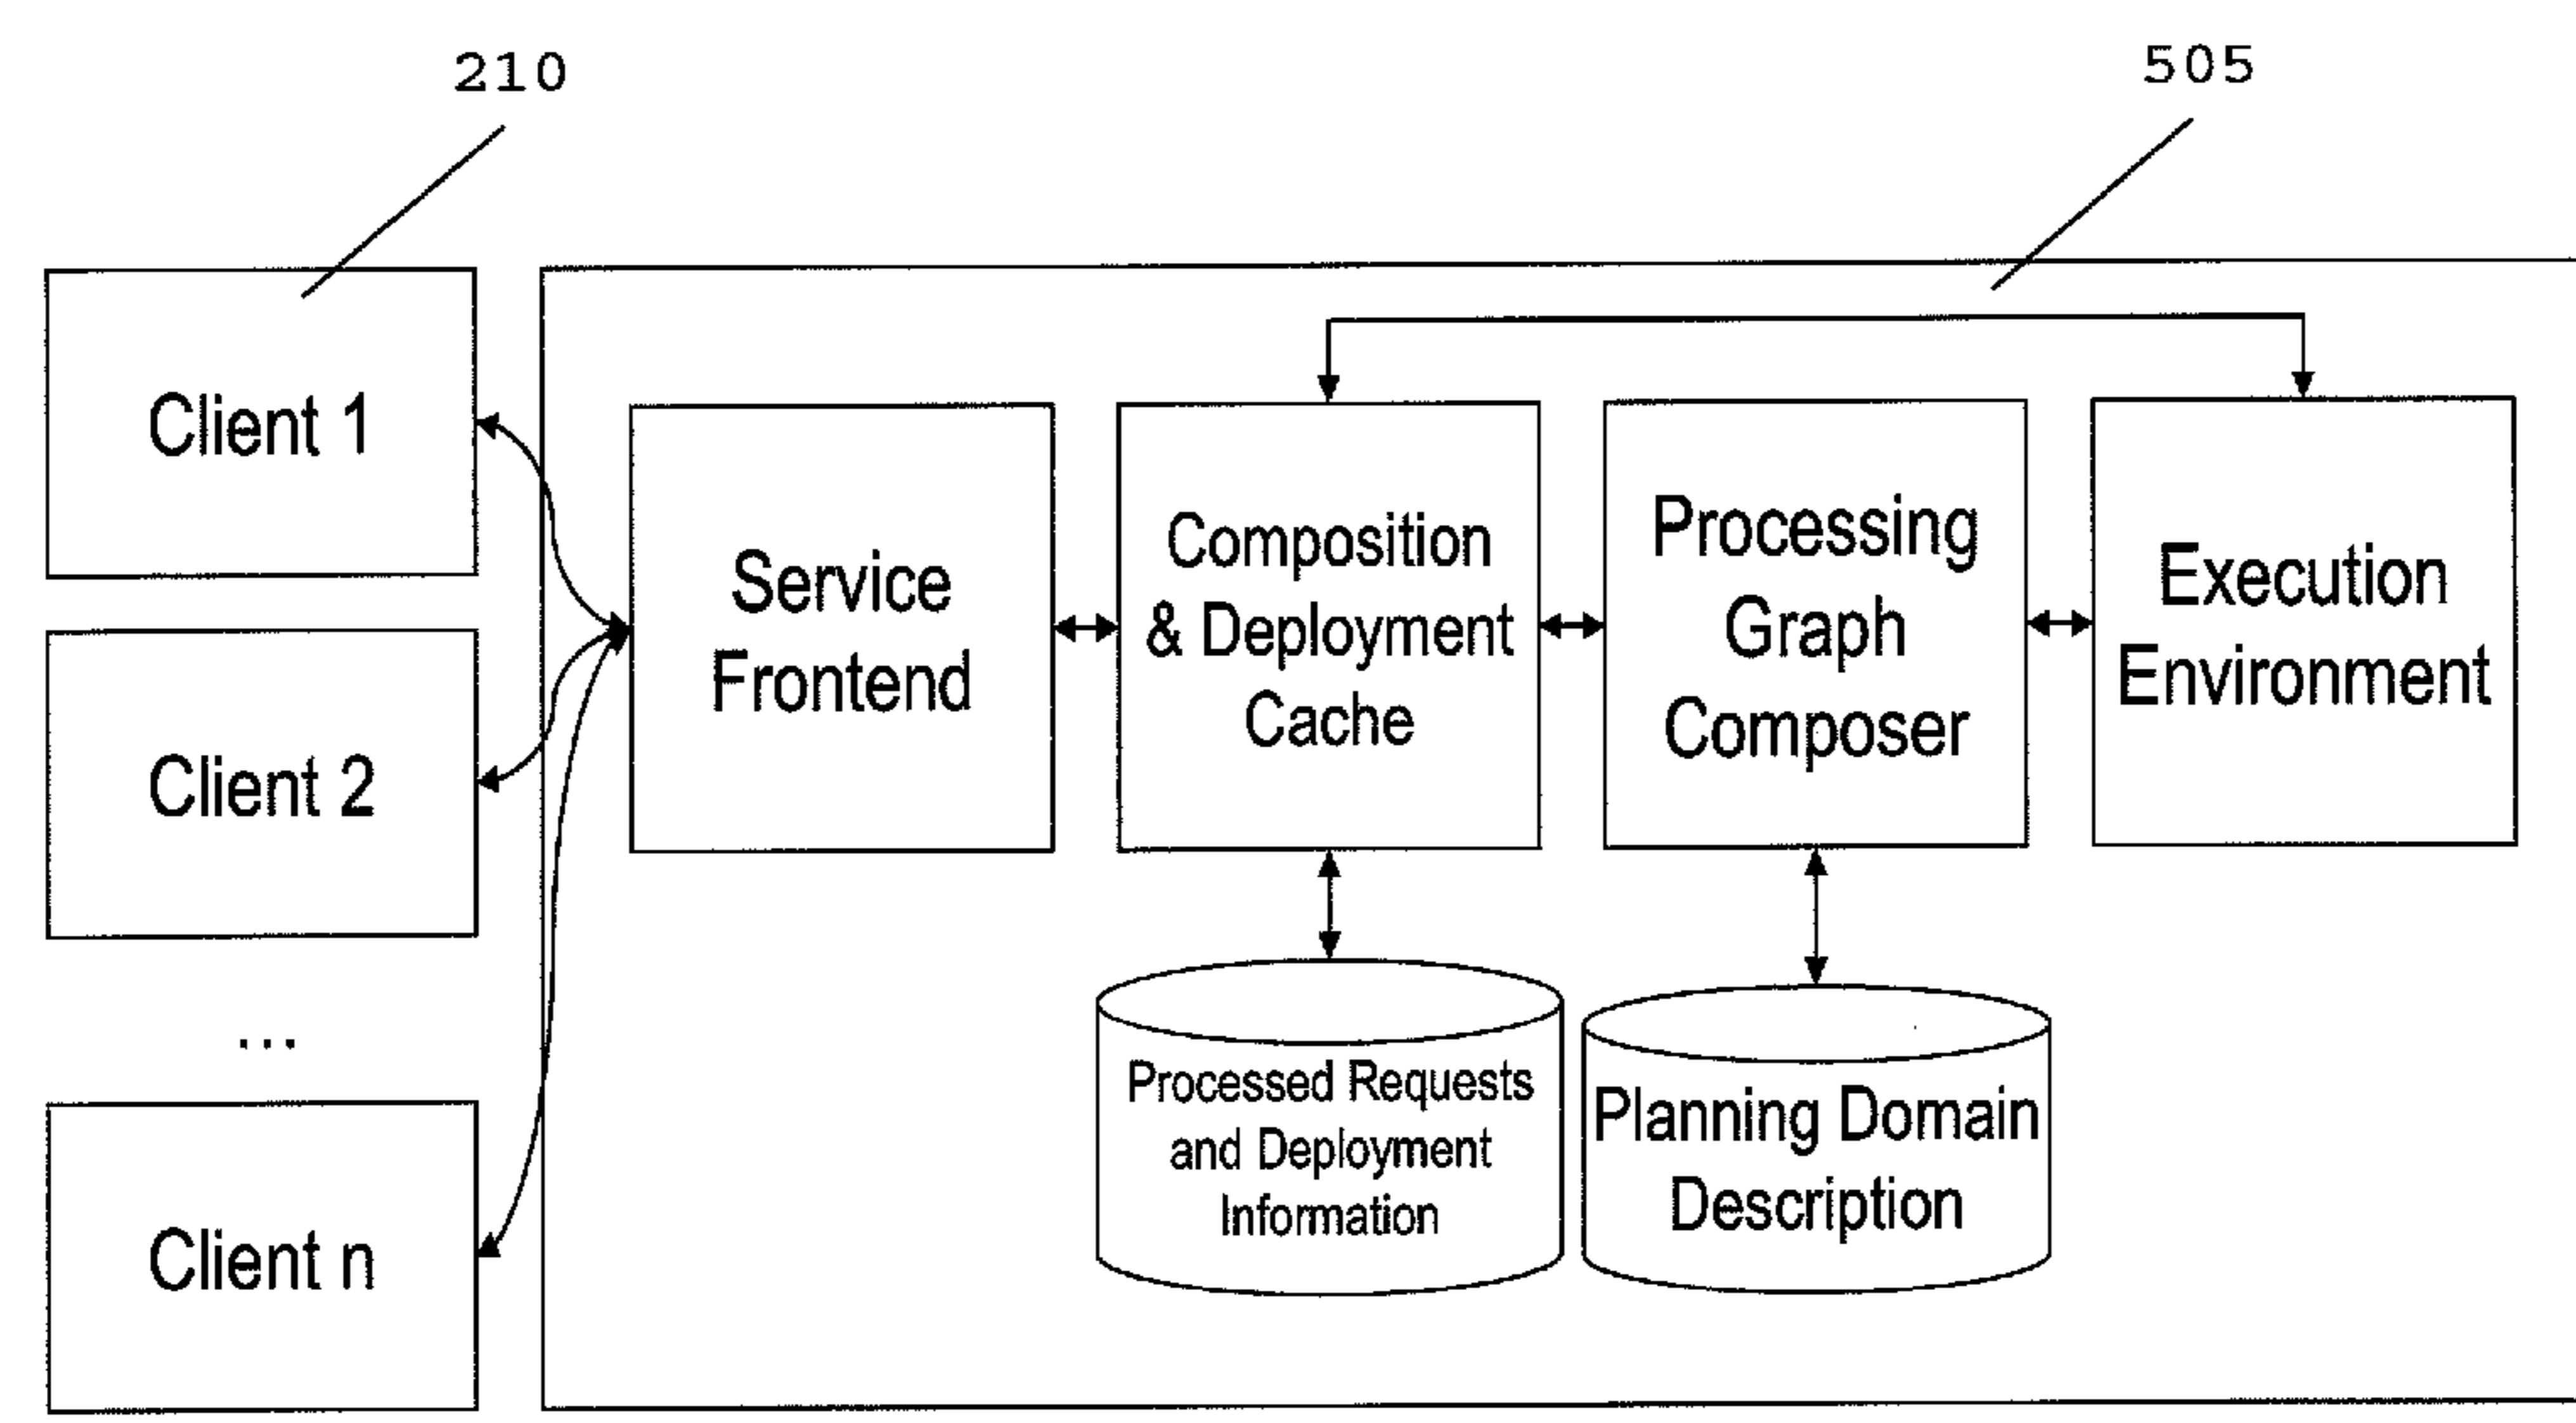 210
505
Client 1
Client 2
...
Client n
Service
Frontend
Composition
& Deployment
Cache
Processing
Graph
Composer
Execution
Environment
Processed Requests
and Deployment
Information
Planning Domain
Description